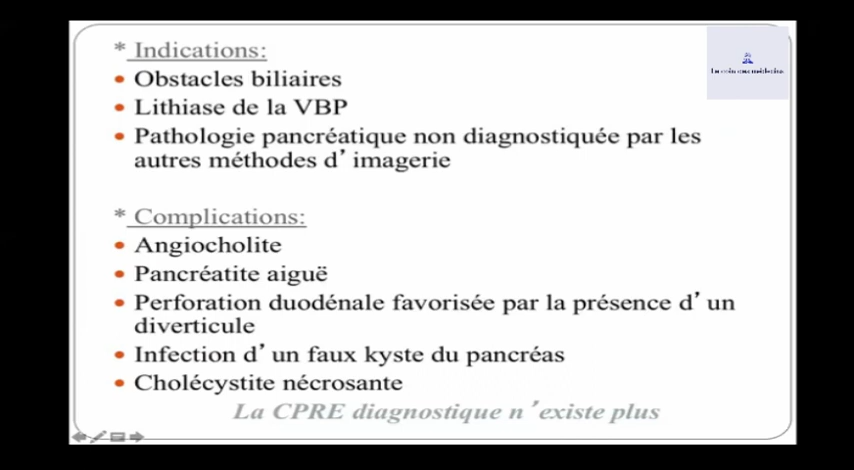 * Indications:
• Obstacles biliaires
• Lithiase de la VBP
• Pathologie pancréatique non diagnostiquée par les
autres méthodes d’ imagerie
* Complications:
• Angiocholite
• Pancréatite aiguë
• Perforation duodénale favorisée par la présence d’ un
diverticule
• Infection d’ un faux kyste du pancréas
• Cholécystite nécrosante
La CPRE diagnostique n’existe plus